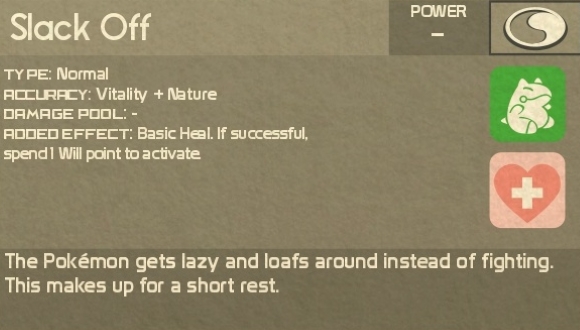 Slack Off
POWER
–
TYPE: Normal
ACCURACY: Vitality + Nature
DAMAGE POOL: -
ADDED EFFECT: Basic Heal. If successful,
spend 1 Will point to activate.
The Pokémon gets lazy and loafs around instead of fighting.
This makes up for a short rest.